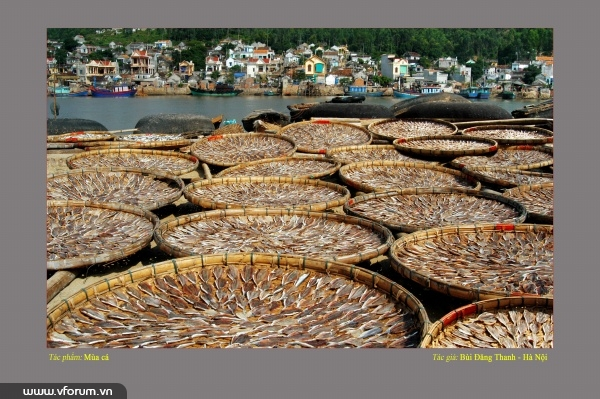 Tác phẩm: Mùa cá
Tác giả: Bùi Đăng Thanh - Hà Nội
www.vforum.vn